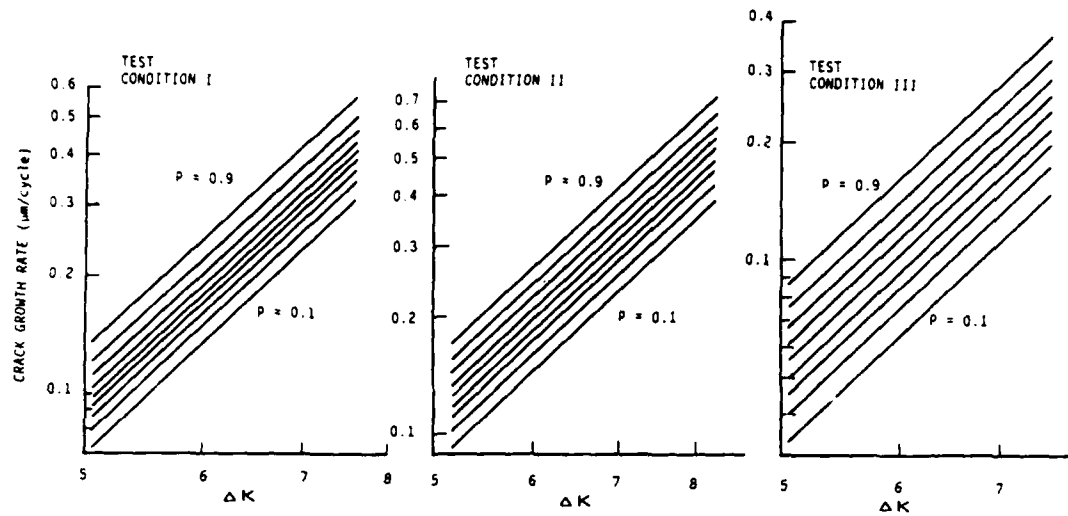 TEST
CONDITION I
CRACK GROWTH RATE (μm/cycle)
0.6
0.5
0.4
0.3
0.2
0.1
P = 0.9
P = 0.1
5
6
7
8
ΔK
TEST
CONDITION II
0.7
0.6
0.5
0.4
0.3
0.2
0.1
P = 0.9
P = 0.1
5
6
7
8
ΔK
TEST
CONDITION III
0.4
0.3
0.2
0.1
P = 0.9
P = 0.1
5
6
7
ΔK